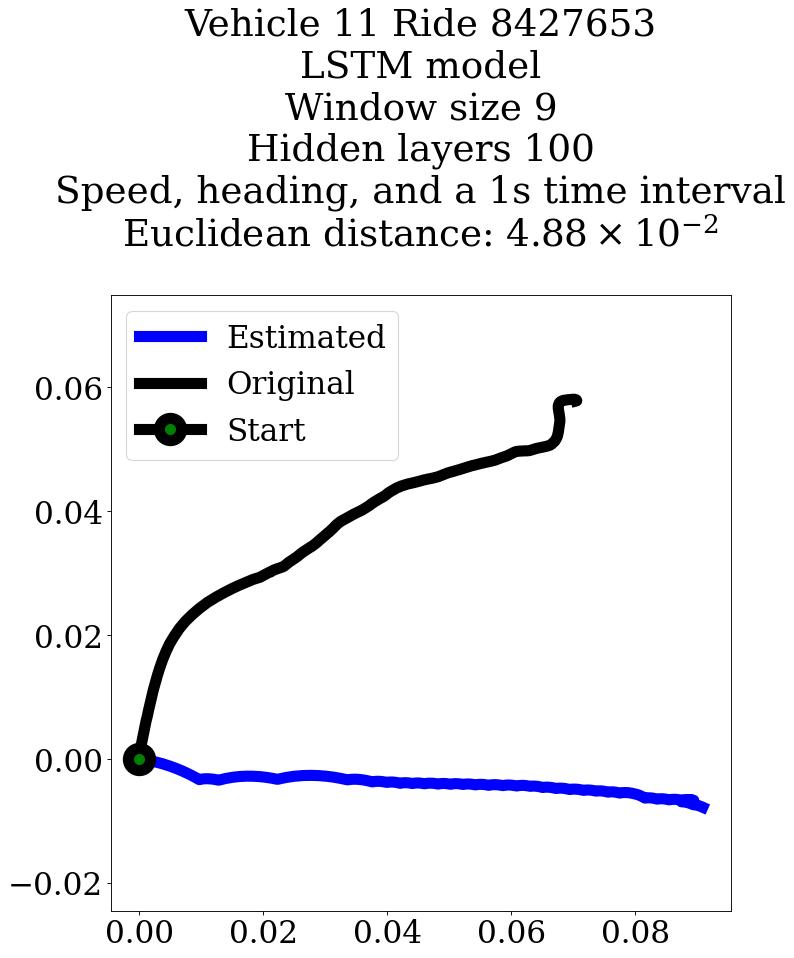 Vehicle 11 Ride 8427653
LSTM model
Window size 9
Hidden layers 100
Speed, heading, and a 1s time interval
Euclidean distance: 4.88 × 10⁻²
Estimated
Original
Start
0.06
0.04
0.02
0.00
−0.02
0.00 0.02 0.04 0.06 0.08